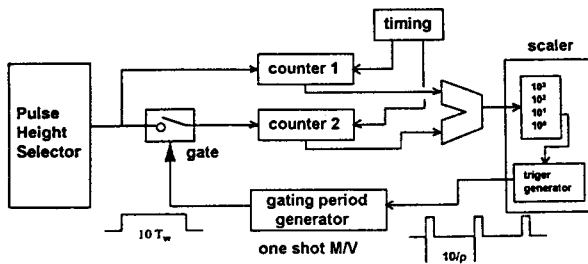 timing
scaler
counter 1
Pulse
Height
Selector
counter 2
gate
10³
10²
10¹
10⁰
triger
generator
gating period
generator
10 Tw
one shot M/V
10/ρ